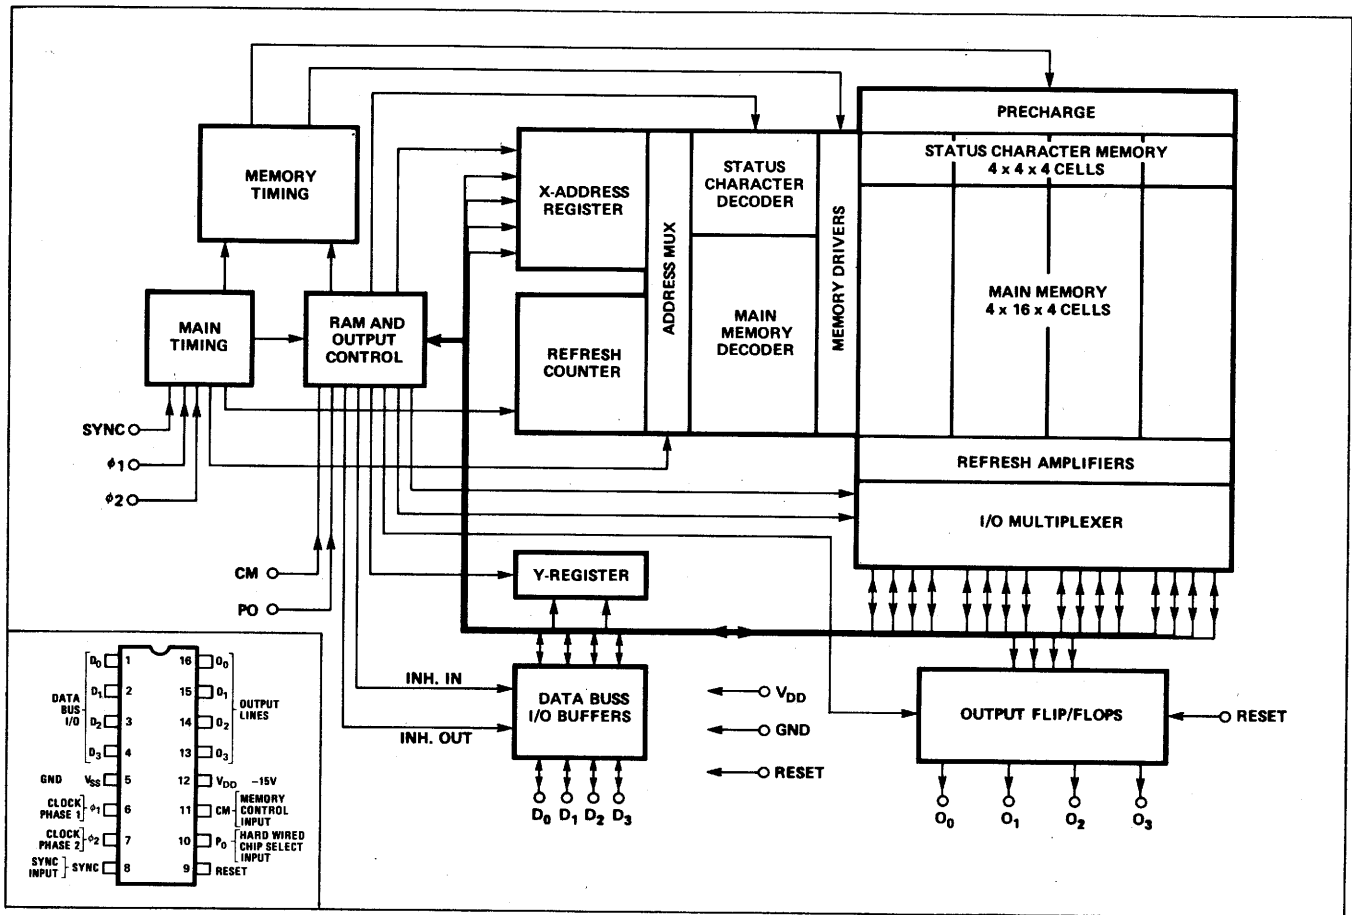 PRECHARGE
STATUS CHARACTER MEMORY
4 x 4 x 4 CELLS
MEMORY
TIMING
X-ADDRESS
REGISTER
ADDRESS MUX
STATUS
CHARACTER
DECODER
MEMORY DRIVERS
MAIN
TIMING
RAM AND
OUTPUT
CONTROL
REFRESH
COUNTER
MAIN
MEMORY
DECODER
MAIN MEMORY
4 x 16 x 4 CELLS
SYNC
ϕ1
ϕ2
REFRESH AMPLIFIERS
I/O MULTIPLEXER
CM
PO
Y-REGISTER
INH. IN
INH. OUT
DATA BUSS
I/O BUFFERS
VDD
GND
RESET
OUTPUT FLIP/FLOPS
RESET
D0 D1 D2 D3
O0 O1 O2 O3
D0 1 16 O0
D1 2 15 D1
D2 3 14 O2
D3 4 13 O3
DATA
BUS
I/O
OUTPUT
LINES
GND VSS 5 12 VDD -15V
CLOCK
PHASE 1 ϕ1 6 11 CM
MEMORY
CONTROL
INPUT
CLOCK
PHASE 2 ϕ2 7 10 P0
HARD WIRED
CHIP SELECT
INPUT
SYNC
INPUT SYNC 8 9 RESET